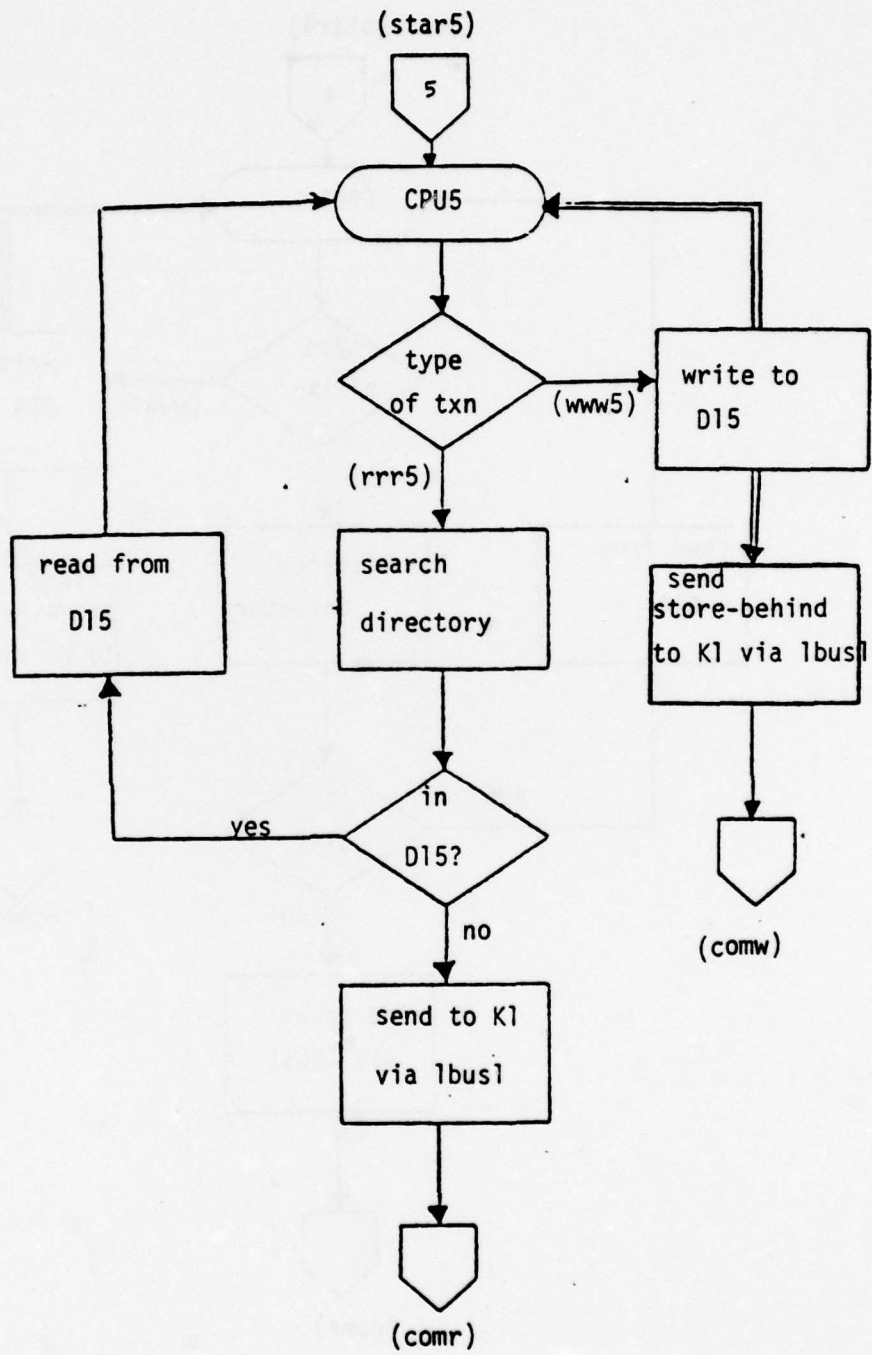 (star5)
5
CPU5
type
of txn
(www5)
write to
D15
(rrr5)
read from
D15
search
directory
send
store-behind
to K1 via lbus1
in
D15?
yes
no
(comw)
send to K1
via lbus1
(comr)